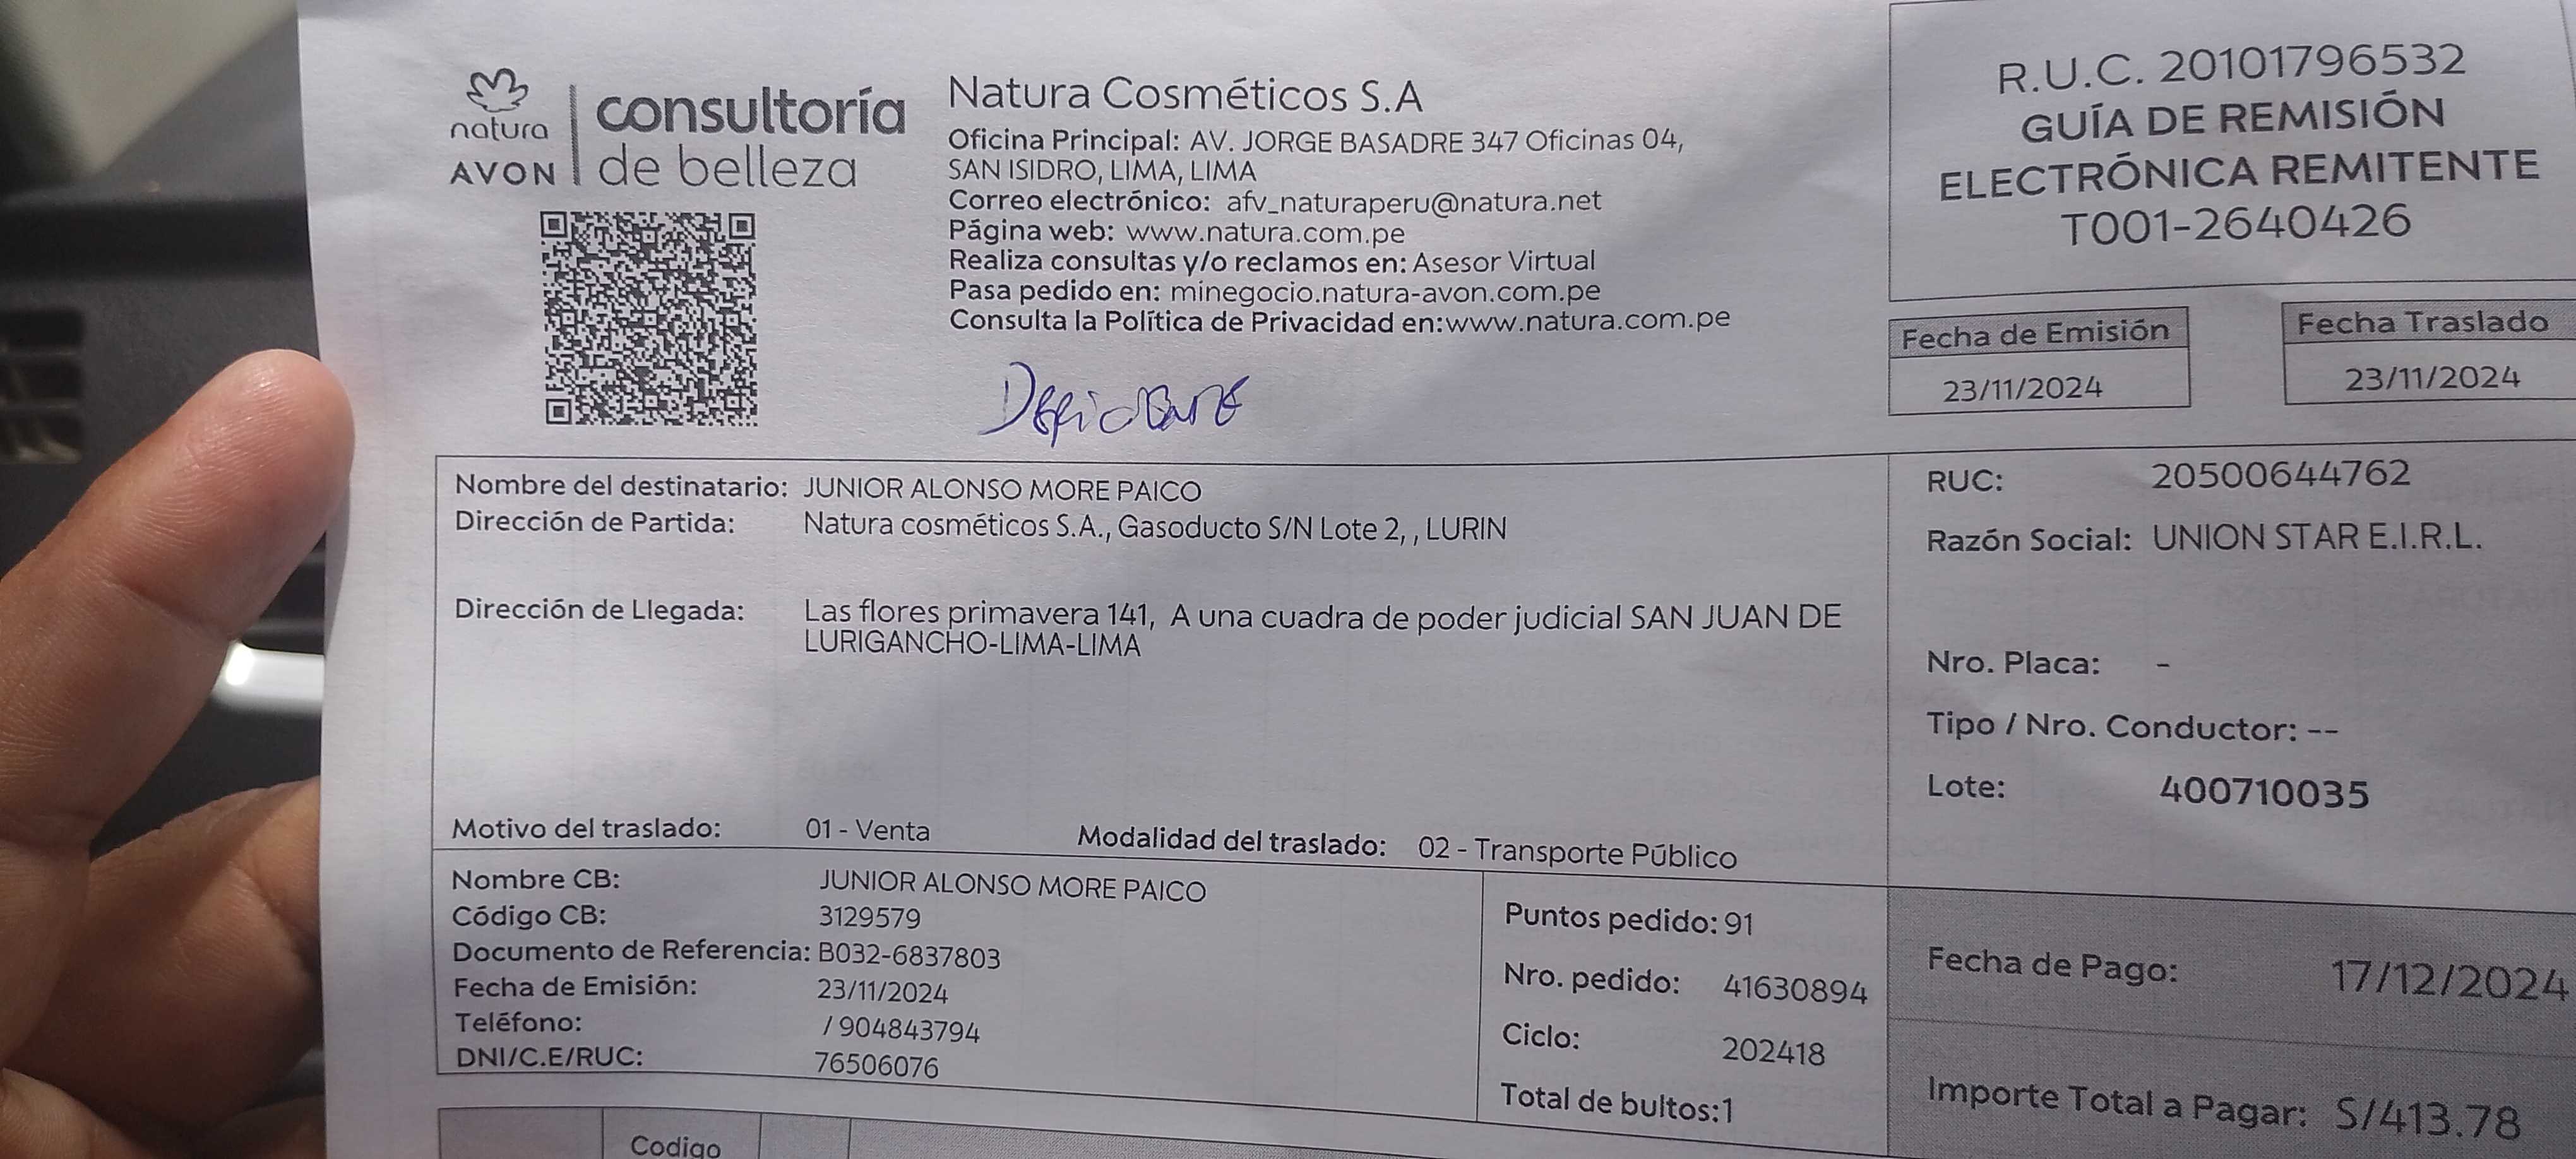 natura
AVON
consultoría
de belleza
Natura Cosméticos S.A
Oficina Principal: AV. JORGE BASADRE 347 Oficinas 04,
SAN ISIDRO, LIMA, LIMA
Correo electrónico: afv_naturaperu@natura.net
Página web: www.natura.com.pe
Realiza consultas y/o reclamos en: Asesor Virtual
Pasa pedido en: minegocio.natura-avon.com.pe
Consulta la Política de Privacidad en:www.natura.com.pe
R.U.C. 20101796532
GUÍA DE REMISIÓN
ELECTRÓNICA REMITENTE
T001-2640426
Fecha de Emisión
23/11/2024
Fecha Traslado
23/11/2024
Nombre del destinatario: JUNIOR ALONSO MORE PAICO
Dirección de Partida: Natura cosméticos S.A., Gasoducto S/N Lote 2, , LURIN
Dirección de Llegada: Las flores primavera 141, A una cuadra de poder judicial SAN JUAN DE
LURIGANCHO-LIMA-LIMA
Motivo del traslado: 01 - Venta Modalidad del traslado: 02 - Transporte Público
RUC: 20500644762
Razón Social: UNION STAR E.I.R.L.
Nro. Placa: -
Tipo / Nro. Conductor: --
Lote: 400710035
Nombre CB: JUNIOR ALONSO MORE PAICO
Código CB: 3129579
Documento de Referencia: B032-6837803
Fecha de Emisión: 23/11/2024
Teléfono: / 904843794
DNI/C.E/RUC: 76506076
Puntos pedido: 91
Nro. pedido: 41630894
Ciclo: 202418
Total de bultos:1
Fecha de Pago: 17/12/2024
Importe Total a Pagar: S/413.78
Codigo